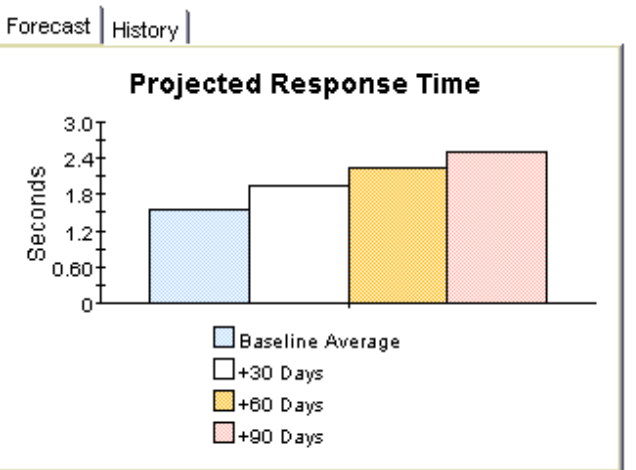 Forecast History
Projected Response Time
3.0
2.4
1.8
1.2
0.60
0
Seconds
Baseline Average
+30 Days
+60 Days
+90 Days